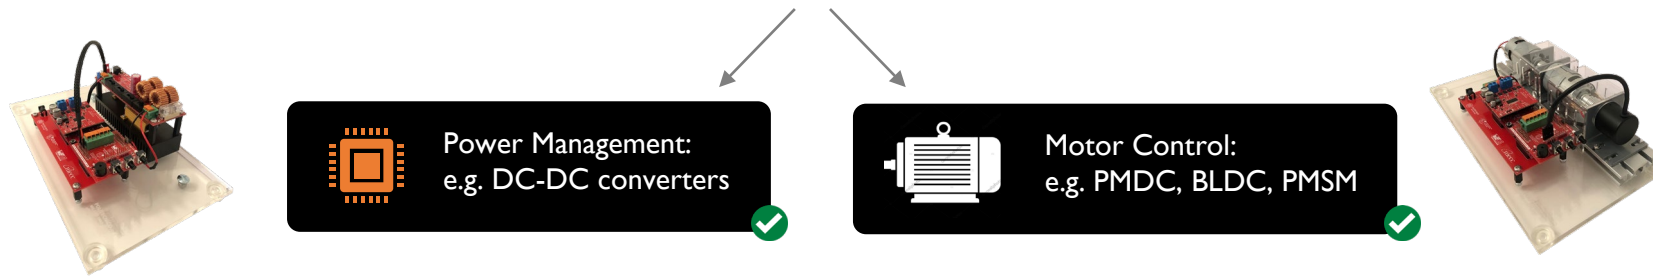 Power Management:
e.g. DC-DC converters
Motor Control:
e.g. PMDC, BLDC, PMSM